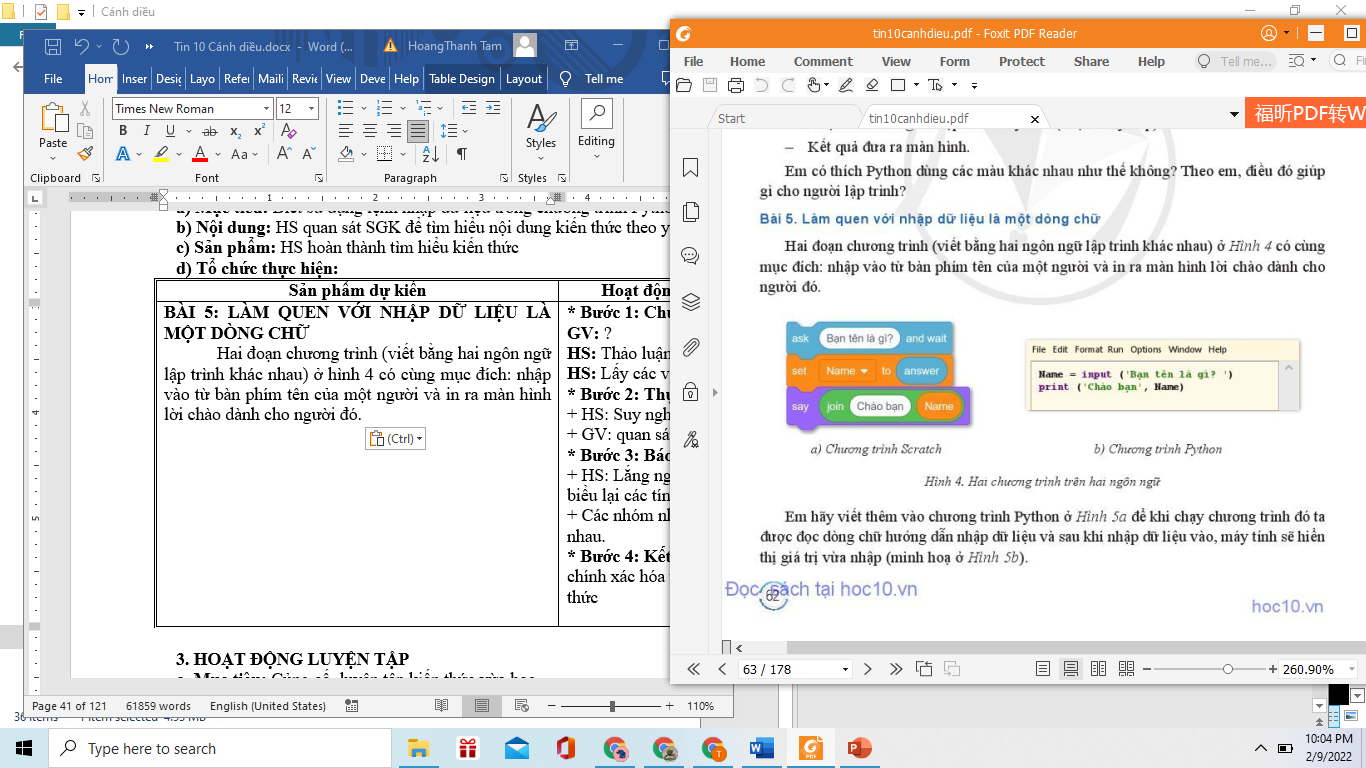 Cánh diều
Tin 10 Cánh diều.docx - Word (...
HoangThanh Tam
File Hom Inser Desig Layo Refer Maili Revie View Deve Help Table Design Layout Tell me
Times New Roman 12
Paste
B I U ab x₂ x²
A Aa A A
Styles Editing
Clipboard Font Paragraph Styles
b) Nội dung: HS quan sát SGK để tìm hiểu nội dung kiến thức theo y
c) Sản phẩm: HS hoàn thành tìm hiểu kiến thức
d) Tổ chức thực hiện:
Sản phẩm dự kiến
Hoạt độn
BÀI 5: LÀM QUEN VỚI NHẬP DỮ LIỆU LÀ
MỘT DÒNG CHỮ
Hai đoạn chương trình (viết bằng hai ngôn ngữ
lập trình khác nhau) ở hình 4 có cùng mục đích: nhập
vào từ bàn phím tên của một người và in ra màn hình
lời chào dành cho người đó.
(Ctrl)
* Bước 1: Chu
GV: ?
HS: Thảo luận
HS: Lấy các v
* Bước 2: Thự
+ HS: Suy ngh
+ GV: quan sá
* Bước 3: Báo
+ HS: Lắng ng
biểu lại các tín
+ Các nhóm nh
nhau.
* Bước 4: Kết
chính xác hóa
thức
3. HOẠT ĐỘNG LUYỆN TẬP
Page 41 of 121 61859 words English (United States) 110%
tin10canhdieu.pdf - Foxit PDF Reader
File Home Comment View Form Protect Share Help Tell me... Fi
Start tin10canhdieu.pdf
福昕PDF转W
– Kết quả đưa ra màn hình.
Em có thích Python dùng các màu khác nhau như thế không? Theo em, điều đó giúp
gì cho người lập trình?
Bài 5. Làm quen với nhập dữ liệu là một dòng chữ
Hai đoạn chương trình (viết bằng hai ngôn ngữ lập trình khác nhau) ở Hình 4 có cùng
mục đích: nhập vào từ bàn phím tên của một người và in ra màn hình lời chào dành cho
người đó.
ask Bạn tên là gì? and wait
set Name to answer
say join Chào bạn Name
File Edit Format Run Options Window Help
Name = input ('Bạn tên là gì? ')
print ('Chào bạn', Name)
a) Chương trình Scratch
b) Chương trình Python
Hình 4. Hai chương trình trên hai ngôn ngữ
Em hãy viết thêm vào chương trình Python ở Hình 5a để khi chạy chương trình đó ta
được đọc dòng chữ hướng dẫn nhập dữ liệu và sau khi nhập dữ liệu vào, máy tính sẽ hiển
thị giá trị vừa nhập (minh hoạ ở Hình 5b).
Đọc sách tại hoc10.vn
62
hoc10.vn
63 / 178
260.90%
Type here to search
10:04 PM
2/9/2022